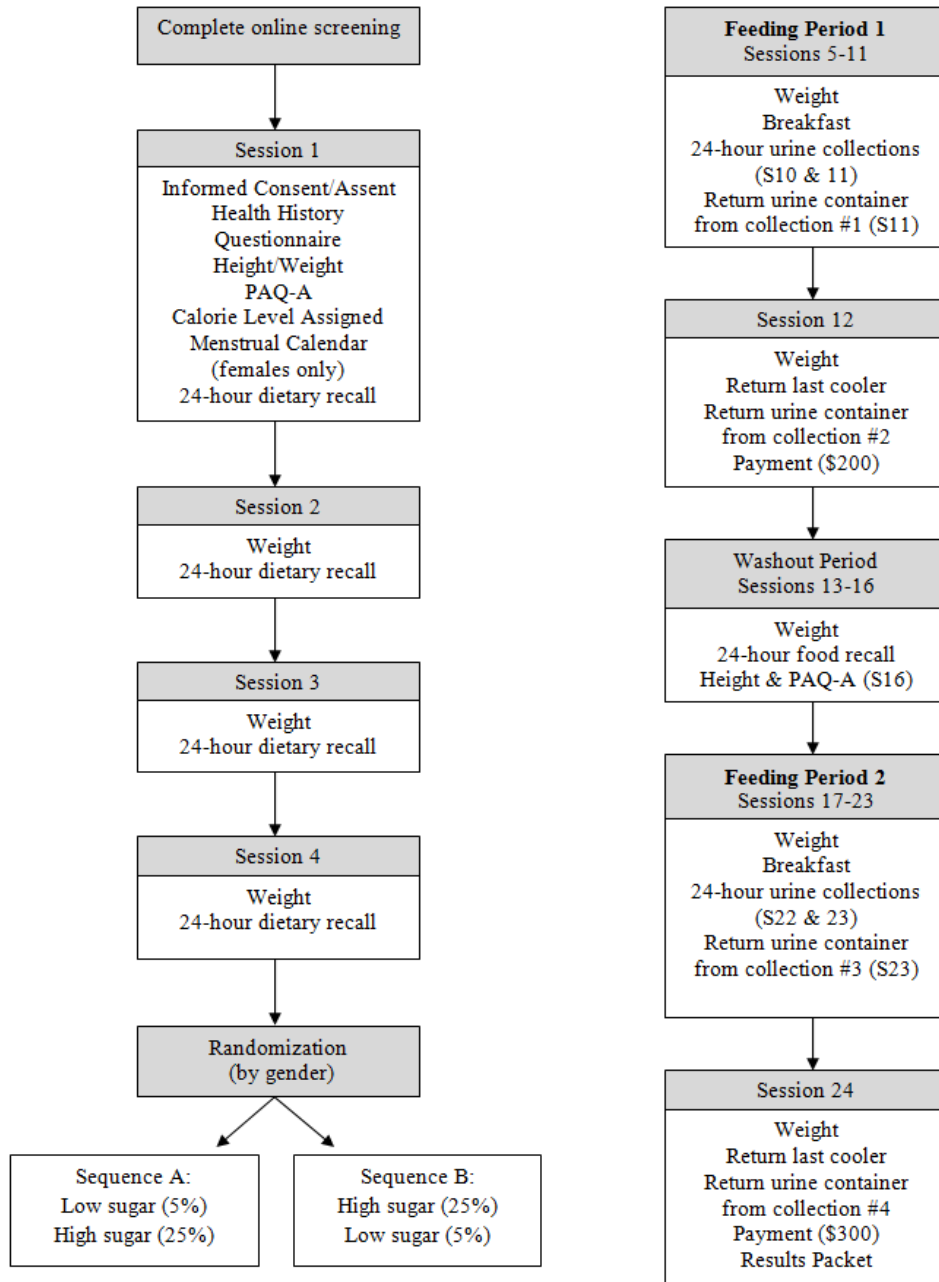 Complete online screening
Session 1
Informed Consent/Assent
Health History
Questionnaire
Height/Weight
PAQ-A
Calorie Level Assigned
Menstrual Calendar
(females only)
24-hour dietary recall
Session 2
Weight
24-hour dietary recall
Session 3
Weight
24-hour dietary recall
Session 4
Weight
24-hour dietary recall
Randomization
(by gender)
Sequence A:
Low sugar (5%)
High sugar (25%)
Sequence B:
High sugar (25%)
Low sugar (5%)
Feeding Period 1
Sessions 5-11
Weight
Breakfast
24-hour urine collections
(S10 & 11)
Return urine container
from collection #1 (S11)
Session 12
Weight
Return last cooler
Return urine container
from collection #2
Payment ($200)
Washout Period
Sessions 13-16
Weight
24-hour food recall
Height & PAQ-A (S16)
Feeding Period 2
Sessions 17-23
Weight
Breakfast
24-hour urine collections
(S22 & 23)
Return urine container
from collection #3 (S23)
Session 24
Weight
Return last cooler
Return urine container
from collection #4
Payment ($300)
Results Packet